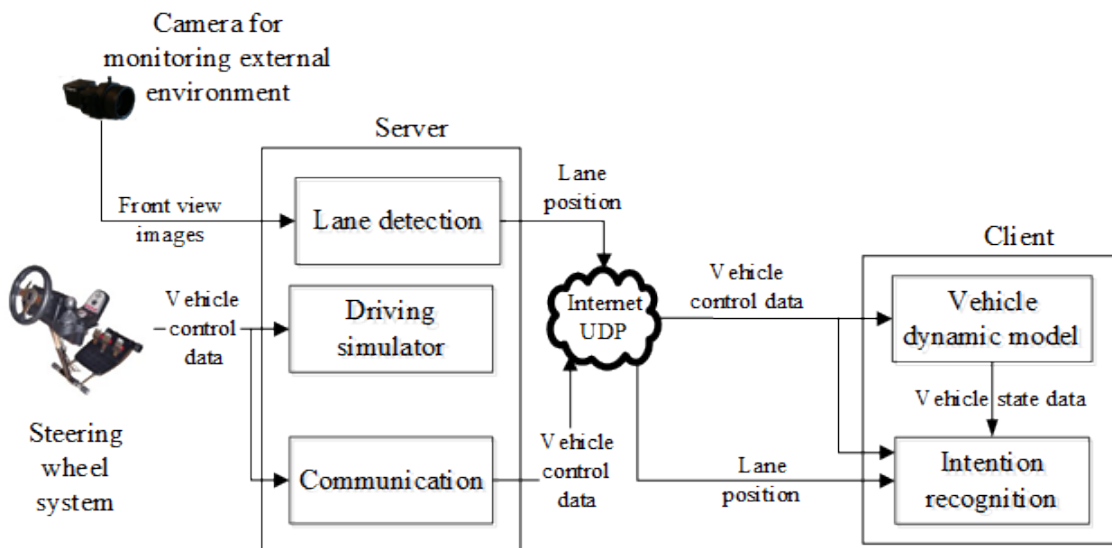 Camera for
monitoring external
environment
Server
Lane detection
Front view
images
Lane
position
Client
Vehicle
control data
Vehicle
dynamic model
Internet
UDP
Vehicle
control
data
Driving
simulator
Vehicle state data
Steering
wheel
system
Communication
Vehicle
control
data
Lane
position
Intention
recognition